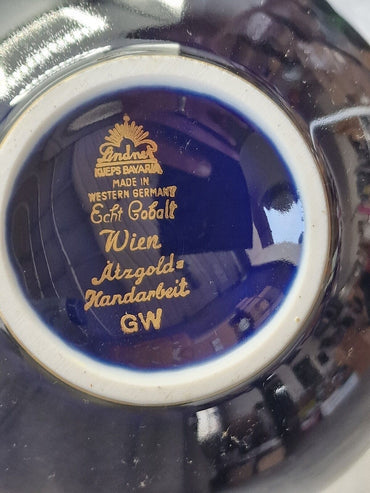 Lindner
KUEPS BAVARIA
MADE IN
WESTERN GERMANY
Echt Cobalt
Wien
Ätzgold=
Handarbeit
GW